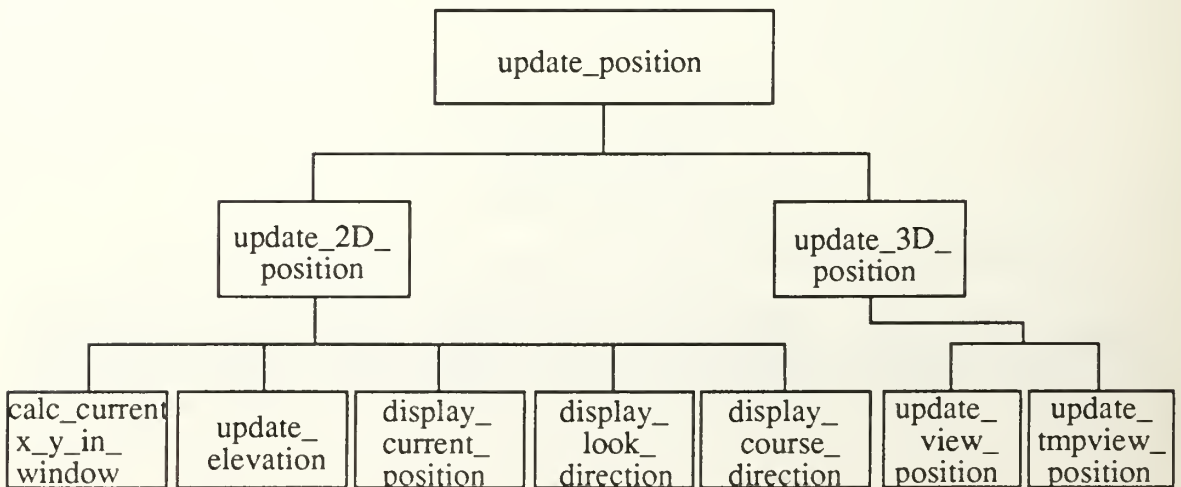 update_position
update_2D_
position
update_3D_
position
calc_current
x_y_in_
window
update_
elevation
display_
current_
position
display_
look_
direction
display_
course_
direction
update_
view_
position
update_
tmpview_
position